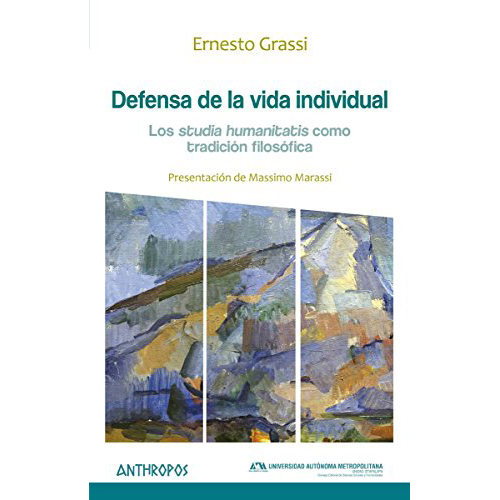 Ernesto Grassi
Defensa de la vida individual
Los studia humanitatis como
tradición filosófica
Presentación de Massimo Marassi
ANTHROPOS
UNIVERSIDAD AUTÓNOMA METROPOLITANA